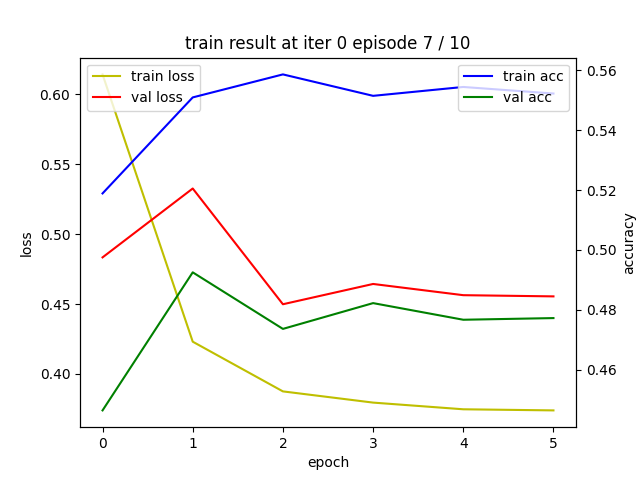 train result at iter 0 episode 7 / 10
train loss
val loss
train acc
val acc
0.60
0.55
0.50
0.45
0.40
loss
0.56
0.54
0.52
0.50
0.48
0.46
accuracy
0 1 2 3 4 5
epoch